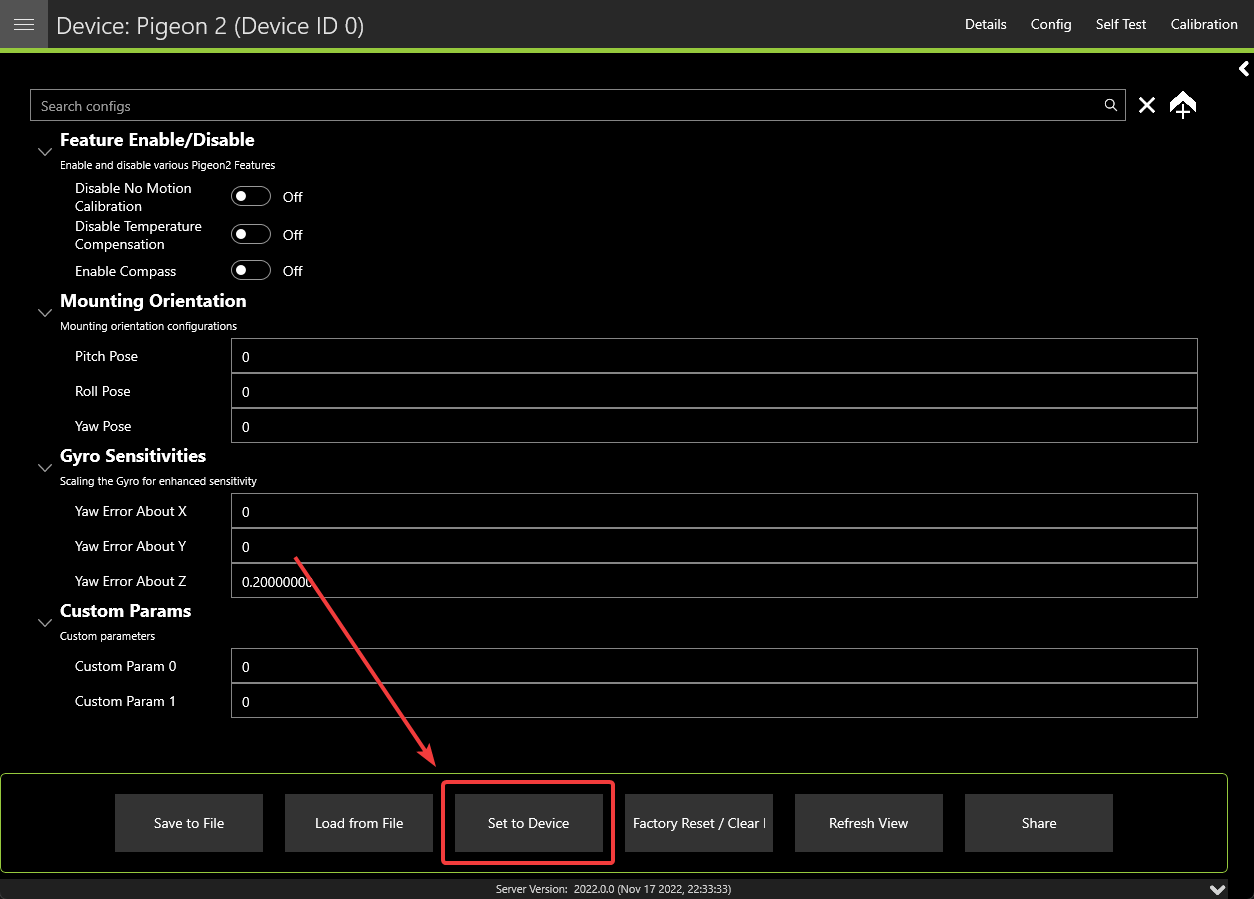 Device: Pigeon 2 (Device ID 0)
Details Config Self Test Calibration
Search configs
Feature Enable/Disable
Enable and disable various Pigeon2 Features
Disable No Motion
Calibration
Off
Disable Temperature
Compensation
Off
Enable Compass
Off
Mounting Orientation
Mounting orientation configurations
Pitch Pose 0
Roll Pose 0
Yaw Pose 0
Gyro Sensitivities
Scaling the Gyro for enhanced sensitivity
Yaw Error About X 0
Yaw Error About Y 0
Yaw Error About Z 0.20000000
Custom Params
Custom parameters
Custom Param 0 0
Custom Param 1 0
Save to File Load from File Set to Device Factory Reset / Clear Refresh View Share
Server Version: 2022.0.0 (Nov 17 2022, 22:33:33)